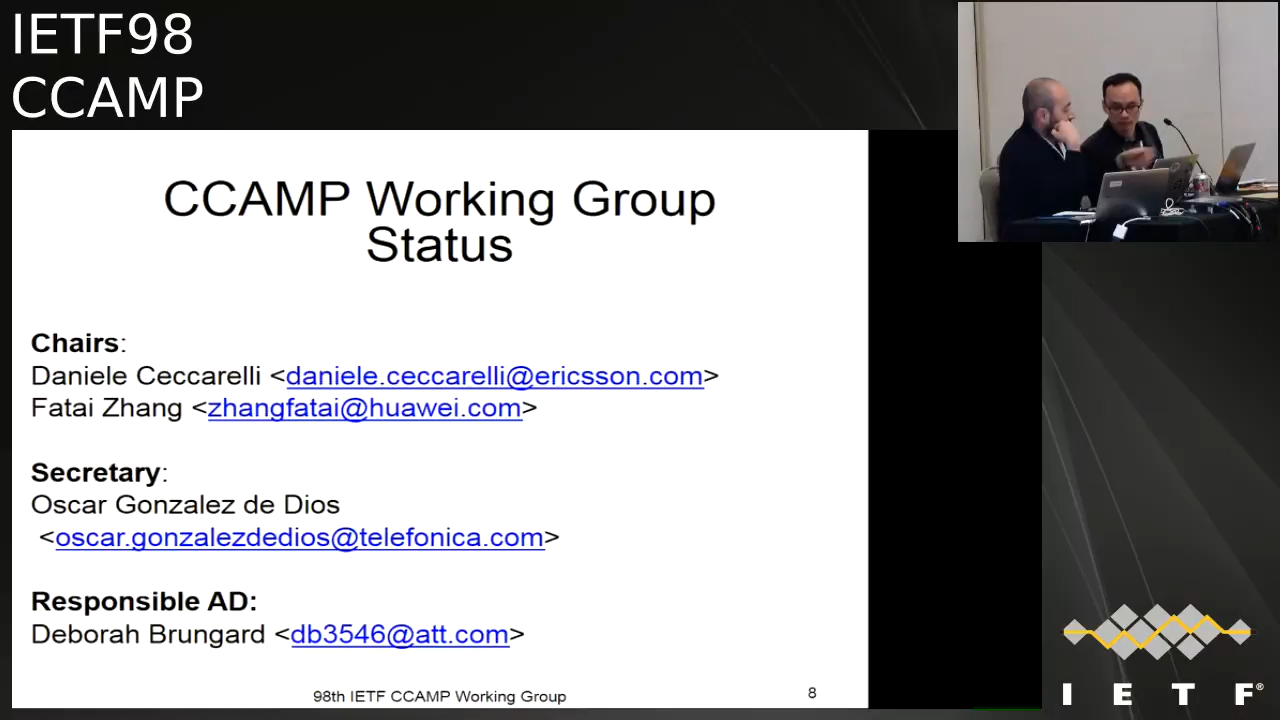 IETF98
CCAMP
CCAMP Working Group
Status
Chairs:
Daniele Ceccarelli <daniele.ceccarelli@ericsson.com>
Fatai Zhang <zhangfatai@huawei.com>
Secretary:
Oscar Gonzalez de Dios
<oscar.gonzalezdedios@telefonica.com>
Responsible AD:
Deborah Brungard <db3546@att.com>
98th IETF CCAMP Working Group
8
I E T F®